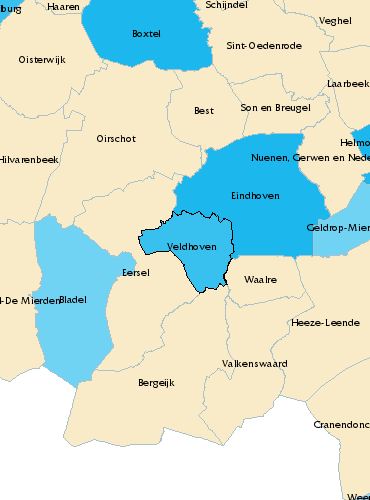 Haaren
Schijndel
burg
Veghel
Boxtel
Sint-Oedenrode
Oisterwijk
Laarbeek
Best
Son en Breugel
Oirschot
Helmo
Nuenen, Gerwen en Nede
Hilvarenbeek
Eindhoven
Geldrop-Mier
Veldhoven
Eersel
Waalre
l-De Mierden
Bladel
Heeze-Leende
Valkenswaard
Bergeijk
Cranendonc
Weer